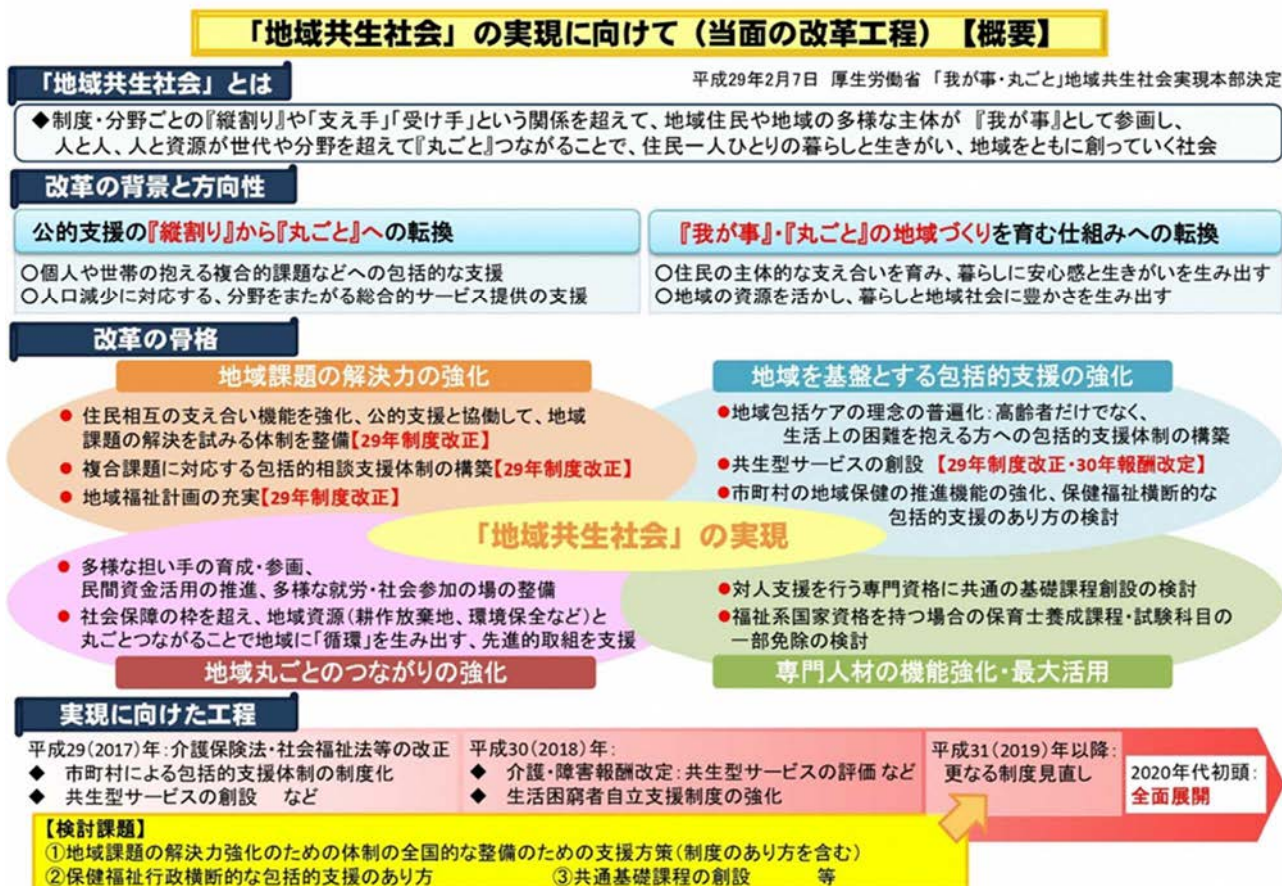 「地域共生社会」の実現に向けて（当面の改革工程）【概要】
「地域共生社会」とは
平成29年2月7日 厚生労働省 「我が事・丸ごと」地域共生社会実現本部決定
◆制度・分野ごとの『縦割り』や「支え手」「受け手」という関係を超えて、地域住民や地域の多様な主体が 『我が事』として参画し、
人と人、人と資源が世代や分野を超えて『丸ごと』つながることで、住民一人ひとりの暮らしと生きがい、地域をともに創っていく社会
改革の背景と方向性
公的支援の『縦割り』から『丸ごと』への転換
○個人や世帯の抱える複合的課題などへの包括的な支援
○人口減少に対応する、分野をまたがる総合的サービス提供の支援
『我が事』・『丸ごと』の地域づくりを育む仕組みへの転換
○住民の主体的な支え合いを育み、暮らしに安心感と生きがいを生み出す
○地域の資源を活かし、暮らしと地域社会に豊かさを生み出す
改革の骨格
地域課題の解決力の強化
● 住民相互の支え合い機能を強化、公的支援と協働して、地域
課題の解決を試みる体制を整備【29年制度改正】
● 複合課題に対応する包括的相談支援体制の構築【29年制度改正】
● 地域福祉計画の充実【29年制度改正】
地域を基盤とする包括的支援の強化
●地域包括ケアの理念の普遍化：高齢者だけでなく、
生活上の困難を抱える方への包括的支援体制の構築
●共生型サービスの創設 【29年制度改正・30年報酬改定】
●市町村の地域保健の推進機能の強化、保健福祉横断的な
包括的支援のあり方の検討
「地域共生社会」の実現
● 多様な担い手の育成・参画、
民間資金活用の推進、多様な就労・社会参加の場の整備
● 社会保障の枠を超え、地域資源（耕作放棄地、環境保全など）と
丸ごとつながることで地域に「循環」を生み出す、先進的取組を支援
地域丸ごとのつながりの強化
●対人支援を行う専門資格に共通の基礎課程創設の検討
●福祉系国家資格を持つ場合の保育士養成課程・試験科目の
一部免除の検討
専門人材の機能強化・最大活用
実現に向けた工程
平成29（2017）年：介護保険法・社会福祉法等の改正
◆ 市町村による包括的支援体制の制度化
◆ 共生型サービスの創設 など
平成30（2018）年：
◆ 介護・障害報酬改定：共生型サービスの評価 など
◆ 生活困窮者自立支援制度の強化
平成31（2019）年以降：
更なる制度見直し
2020年代初頭：
全面展開
【検討課題】
①地域課題の解決力強化のための体制の全国的な整備のための支援方策（制度のあり方を含む）
②保健福祉行政横断的な包括的支援のあり方 ③共通基礎課程の創設 等